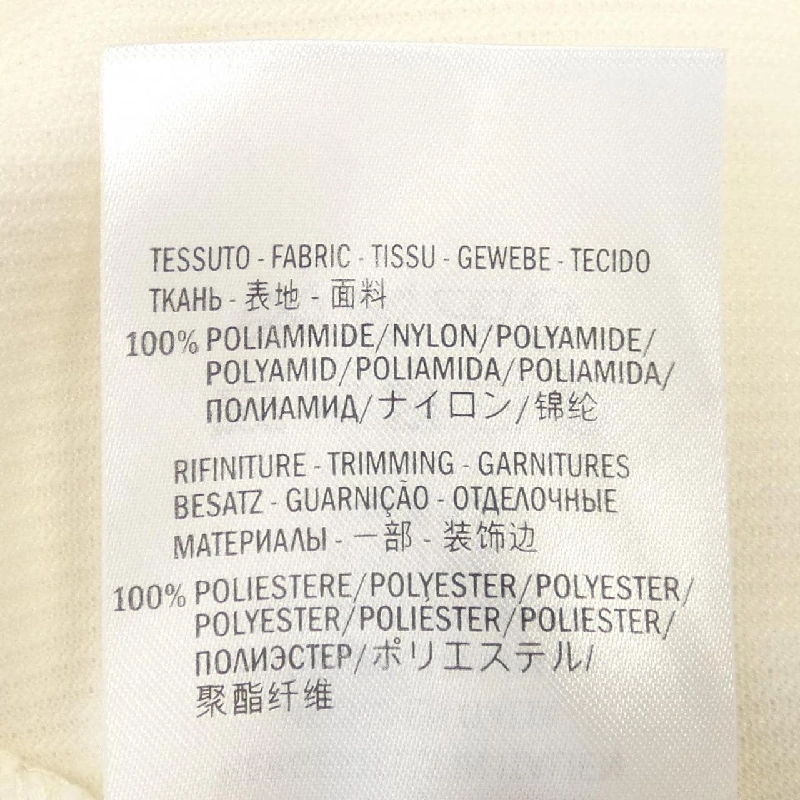 TESSUTO - FABRIC - TISSU - GEWEBE - TECIDO
ТКАНЬ - 表地 - 面料
100% POLIAMMIDE/NYLON/POLYAMIDE/
POLYAMID/POLIAMIDA/POLIAMIDA/
ПОЛИАМИД/ナイロン/锦纶
RIFINITURE - TRIMMING - GARNITURES
BESATZ - GUARNIÇÃO - ОТДЕЛОЧНЫЕ
МАТЕРИАЛЫ - 一部 - 装饰边
100% POLIESTERE/POLYESTER/POLYESTER/
POLYESTER/POLIÉSTER/POLIESTER/
ПОЛИЭСТЕР/ポリエステル/
聚酯纤维